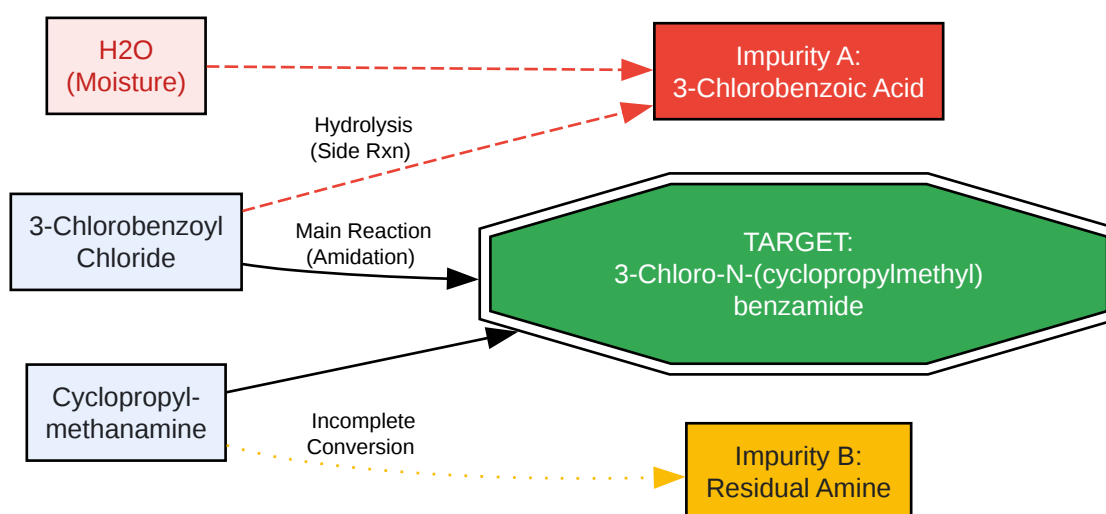 H2O
(Moisture)
Impurity A:
3-Chlorobenzoic Acid
Hydrolysis
(Side Rxn)
3-Chlorobenzoyl
Chloride
Main Reaction
(Amidation)
TARGET:
3-Chloro-N-(cyclopropylmethyl)
benzamide
Cyclopropyl-
methanamine
Incomplete
Conversion
Impurity B:
Residual Amine